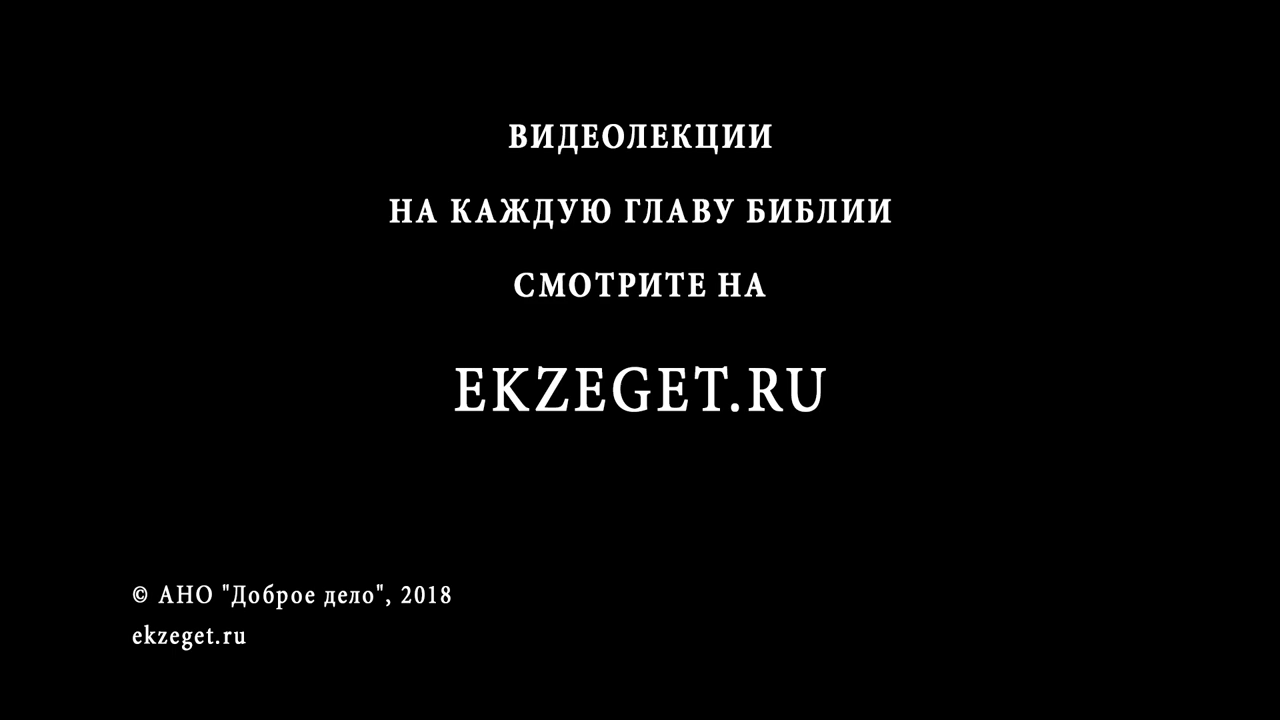 ВИДЕОЛЕКЦИИ
НА КАЖДУЮ ГЛАВУ БИБЛИИ
СМОТРИТЕ НА
EKZEGET.RU
© АНО "Доброе дело", 2018
ekzeget.ru